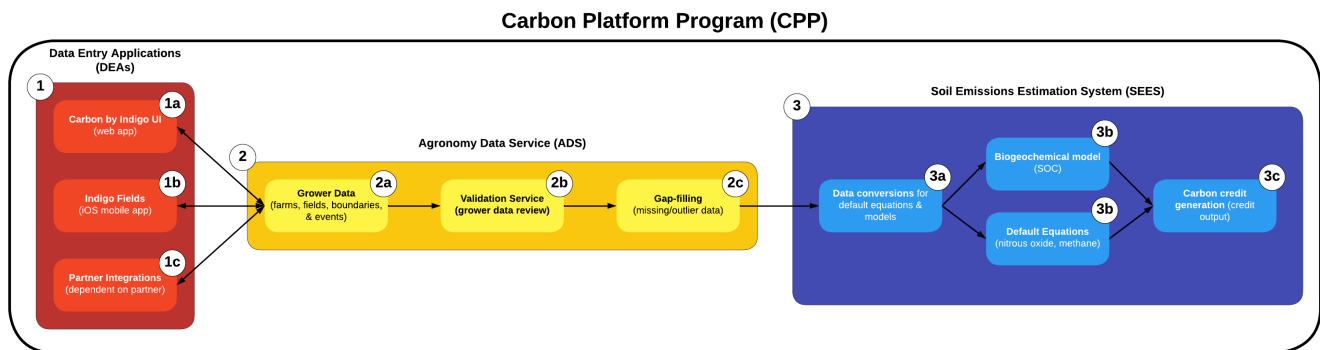 Carbon Platform Program (CPP)
Data Entry Applications
(DEAs)
1
1a
Carbon by Indigo UI
(web app)
1b
Indigo Fields
(iOS mobile app)
1c
Partner Integrations
(dependent on partner)
Agronomy Data Service (ADS)
2
2a
Grower Data
(farms, fields, boundaries,
& events)
2b
Validation Service
(grower data review)
2c
Gap-filling
(missing/outlier data)
Soil Emissions Estimation System (SEES)
3
3a
Data conversions for
default equations &
models
3b
Biogeochemical model
(SOC)
3b
Default Equations
(nitrous oxide, methane)
3c
Carbon credit
generation (credit
output)